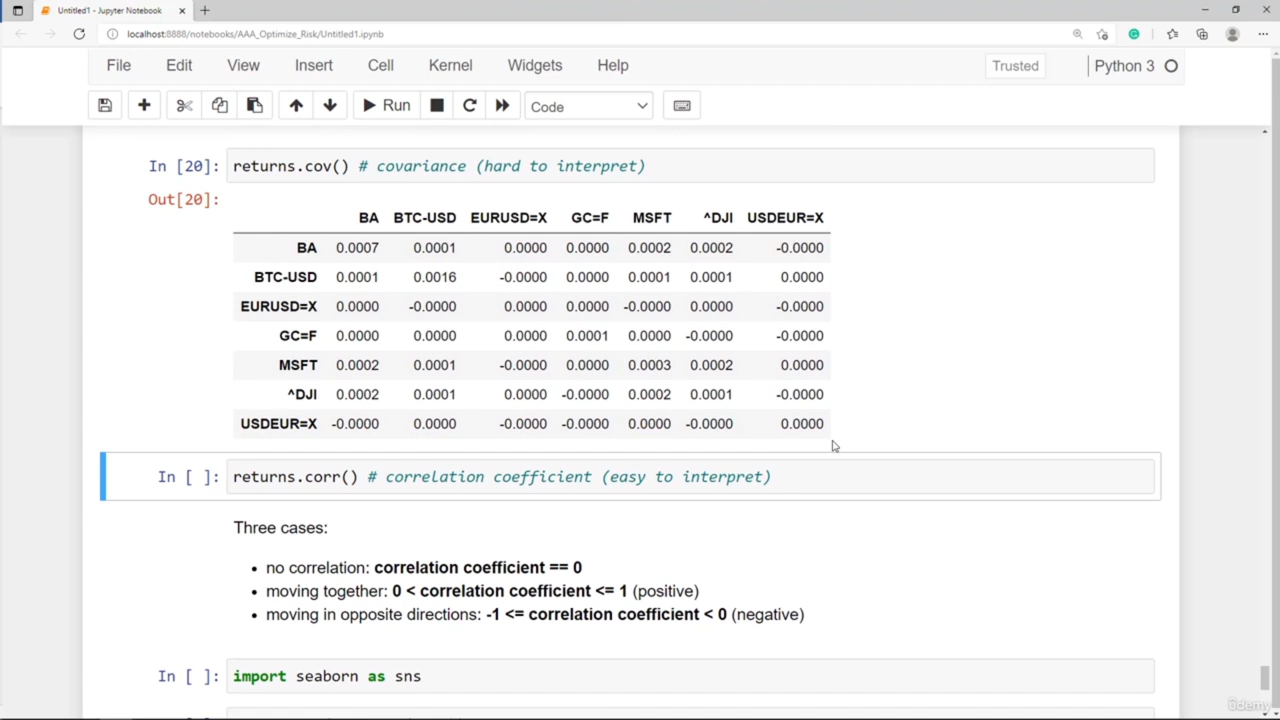 Untitled1 - Jupyter Notebook
localhost:8888/notebooks/AAA_Optimize_Risk/Untitled1.ipynb
File Edit View Insert Cell Kernel Widgets Help Trusted Python 3
Run Code
In [20]: returns.cov() # covariance (hard to interpret)
Out[20]:
BA BTC-USD EURUSD=X GC=F MSFT ^DJI USDEUR=X
BA 0.0007 0.0001 0.0000 0.0000 0.0002 0.0002 -0.0000
BTC-USD 0.0001 0.0016 -0.0000 0.0000 0.0001 0.0001 0.0000
EURUSD=X 0.0000 -0.0000 0.0000 0.0000 -0.0000 0.0000 -0.0000
GC=F 0.0000 0.0000 0.0000 0.0001 0.0000 -0.0000 -0.0000
MSFT 0.0002 0.0001 -0.0000 0.0000 0.0003 0.0002 0.0000
^DJI 0.0002 0.0001 0.0000 -0.0000 0.0002 0.0001 -0.0000
USDEUR=X -0.0000 0.0000 -0.0000 -0.0000 0.0000 -0.0000 0.0000
In [ ]: returns.corr() # correlation coefficient (easy to interpret)
Three cases:
• no correlation: correlation coefficient == 0
• moving together: 0 < correlation coefficient <= 1 (positive)
• moving in opposite directions: -1 <= correlation coefficient < 0 (negative)
In [ ]: import seaborn as sns
ûdemy